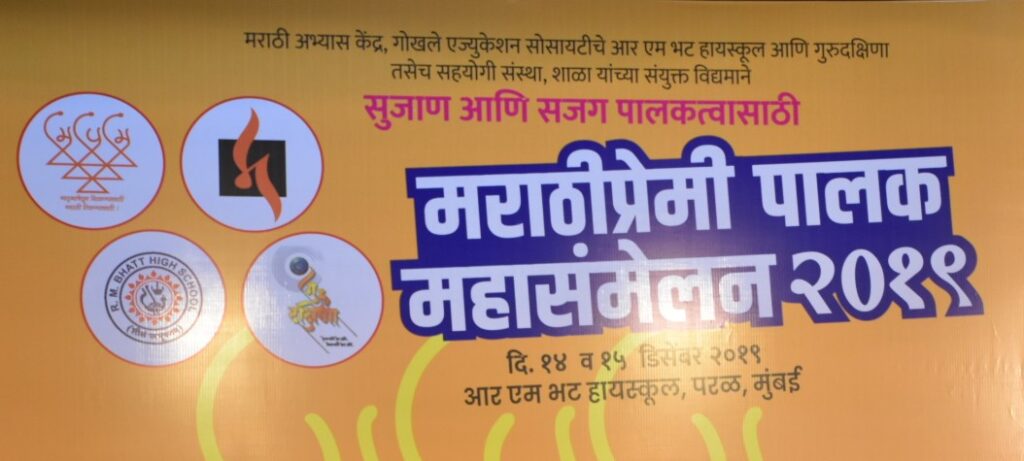 मराठी अभ्यास केंद्र, गोखले एज्युकेशन सोसायटीचे आर एम भट हायस्कूल आणि गुरुदक्षिणा
तसेच सहयोगी संस्था, शाळा यांच्या संयुक्त विद्यमाने
सुजाण आणि सजग पालकत्वासाठी
मराठीप्रेमी पालक
महासंमेलन २०१९
दि. १४ व १५ डिसेंबर २०१९
आर एम भट हायस्कूल, परळ, मुंबई
R. M. BHATT HIGH SCHOOL